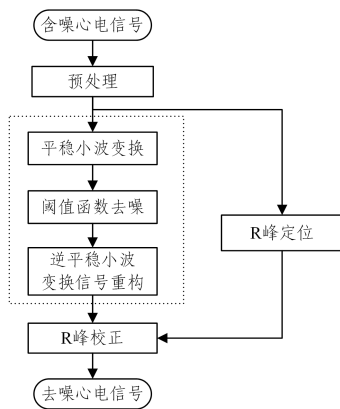 含噪心电信号
预处理
平稳小波变换
阈值函数去噪
R峰定位
逆平稳小波
变换信号重构
R峰校正
去噪心电信号